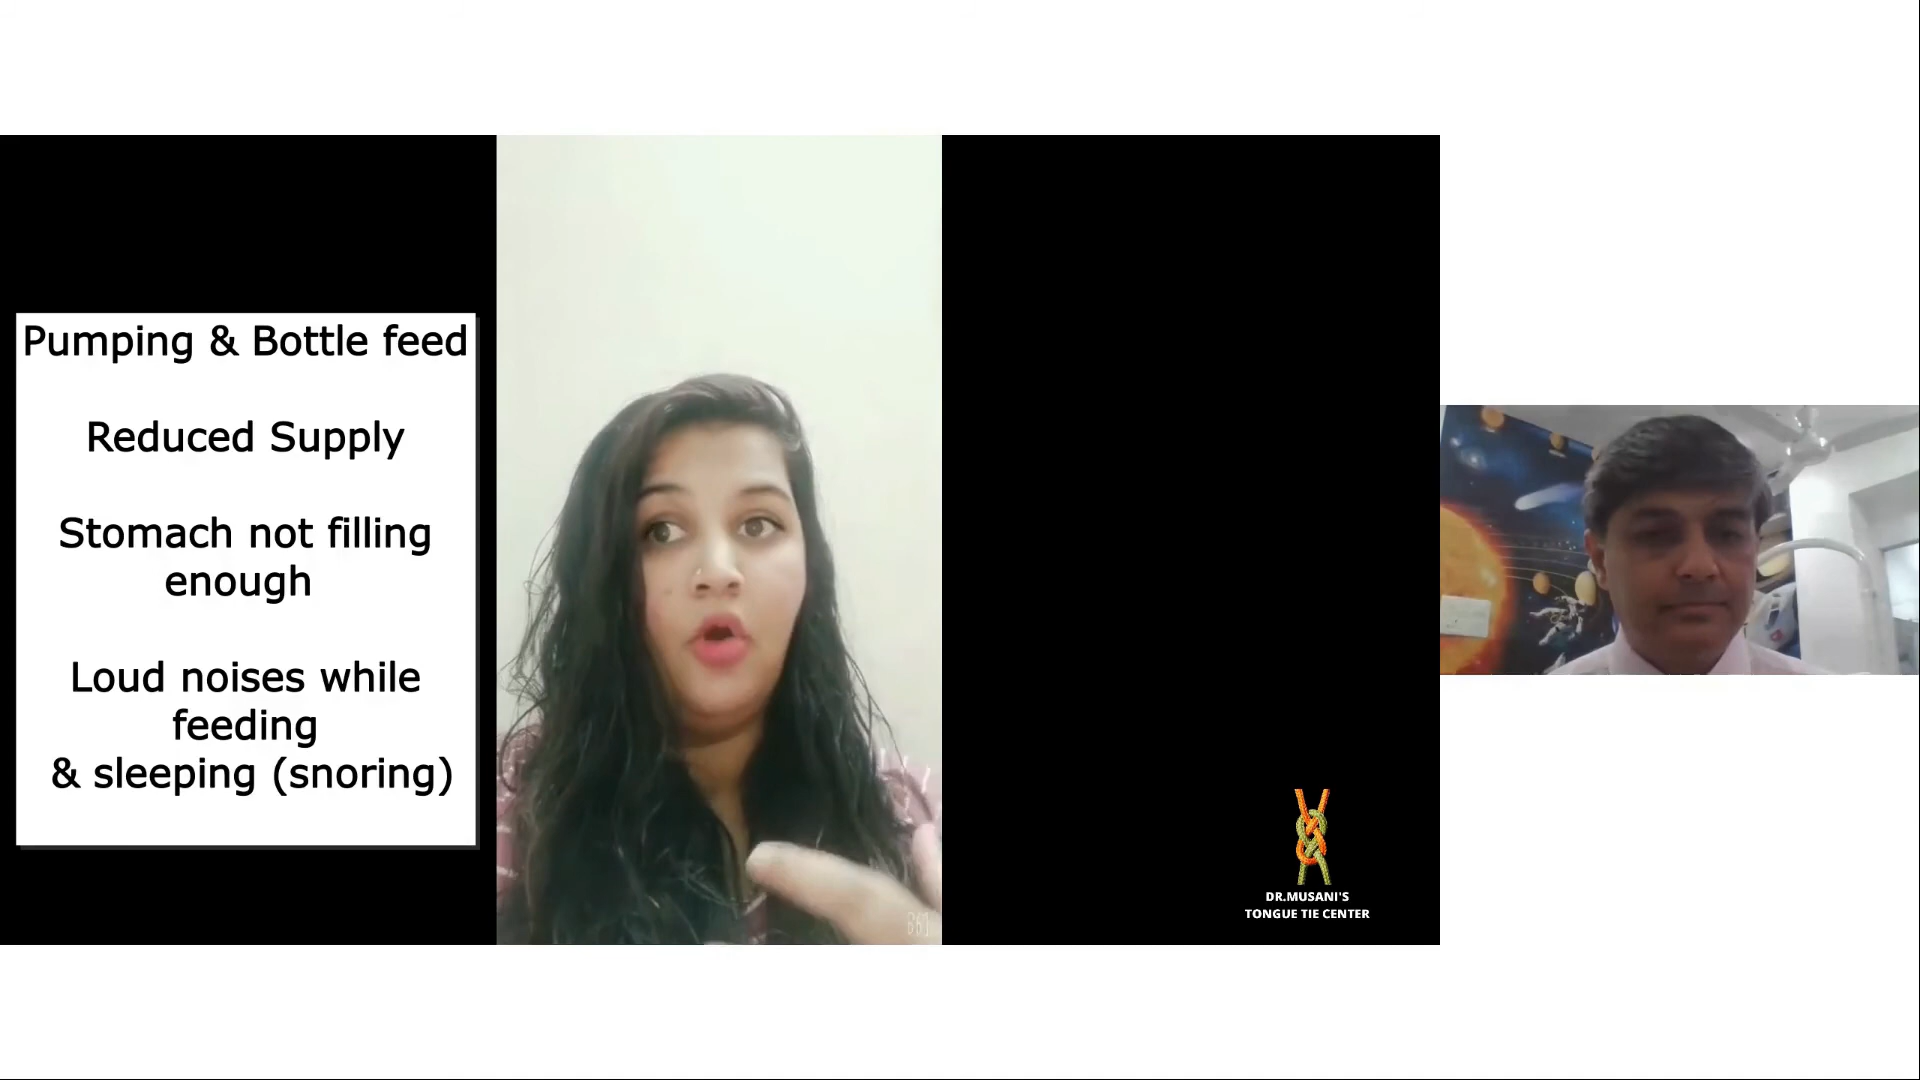 Pumping & Bottle feed
Reduced Supply
Stomach not filling
enough
Loud noises while
feeding
& sleeping (snoring)
DR.MUSANI'S
TONGUE TIE CENTER